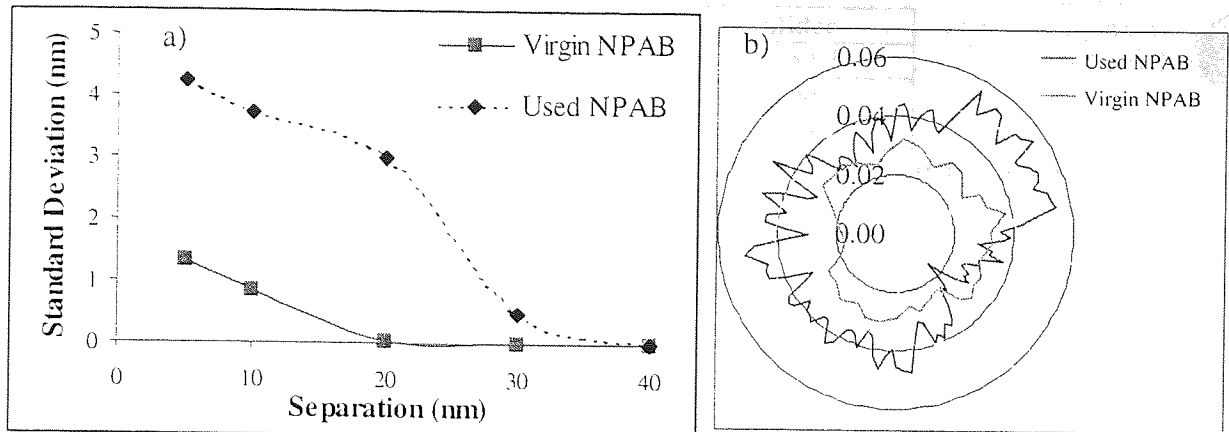 a)
Virgin NPAB
Used NPAB
Standard Deviation (nm)
5
4
3
2
1
0
0
10
20
30
40
Separation (nm)
b)
Used NPAB
Virgin NPAB
0.06
0.04
0.02
0.00